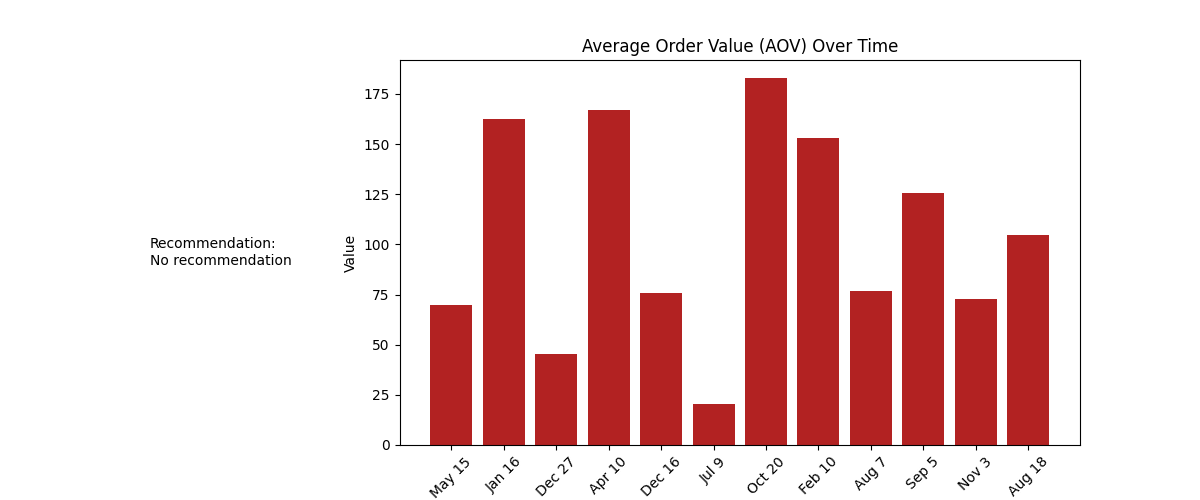 Average Order Value (AOV) Over Time
175
150
125
100
75
50
25
0
Value
Recommendation:
No recommendation
May 15
Jan 16
Dec 27
Apr 10
Dec 16
Jul 9
Oct 20
Feb 10
Aug 7
Sep 5
Nov 3
Aug 18